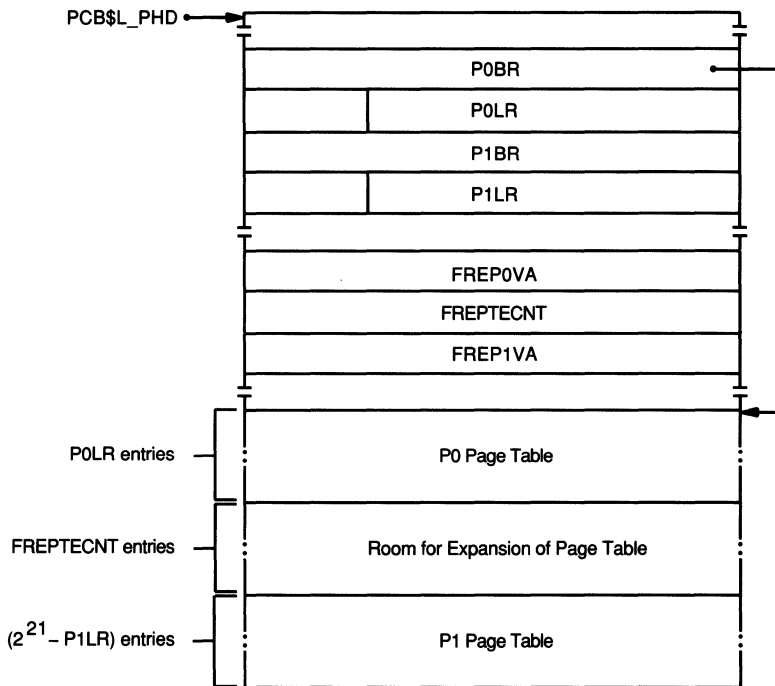 PCB$L_PHD
P0BR
P0LR
P1BR
P1LR
FREP0VA
FREPTECNT
FREP1VA
P0LR entries
P0 Page Table
FREPTECNT entries
Room for Expansion of Page Table
(2^21 – P1LR) entries
P1 Page Table